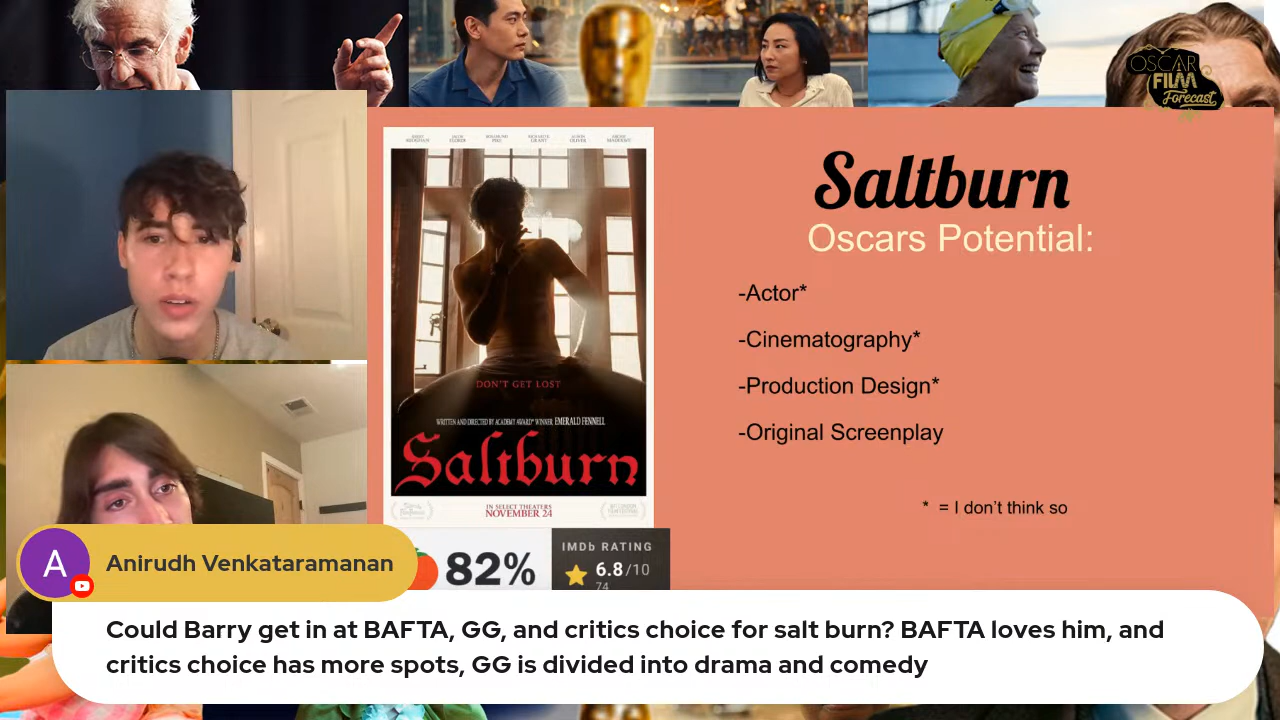 OSCAR
FILM
Forecast
Saltburn
Oscars Potential:
-Actor*
-Cinematography*
-Production Design*
-Original Screenplay
* = I don't think so
DON'T GET LOST
WRITTEN AND DIRECTED BY ACADEMY AWARD® WINNER, EMERALD FENNELL
Saltburn
IN SELECT THEATERS
NOVEMBER 24
82%
IMDb RATING
6.8/10
74
A
Anirudh Venkataramanan
Could Barry get in at BAFTA, GG, and critics choice for salt burn? BAFTA loves him, and
critics choice has more spots, GG is divided into drama and comedy